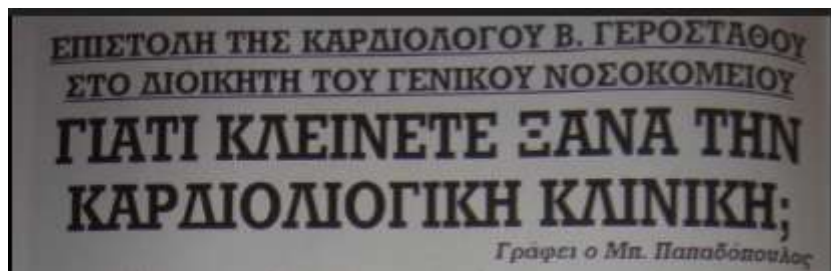 ΕΠΙΣΤΟΛΗ ΤΗΣ ΚΑΡΔΙΟΛΟΓΟΥ Β. ΓΕΡΟΣΤΑΘΟΥ
ΣΤΟ ΔΙΟΙΚΗΤΗ ΤΟΥ ΓΕΝΙΚΟΥ ΝΟΣΟΚΟΜΕΙΟΥ
ΓΙΑΤΙ ΚΛΕΙΝΕΤΕ ΞΑΝΑ ΤΗΝ
ΚΑΡΔΙΟΛΙΟΓΙΚΗ ΚΛΙΝΙΚΗ;
Γράφει ο Μπ. Παπαδόπουλος